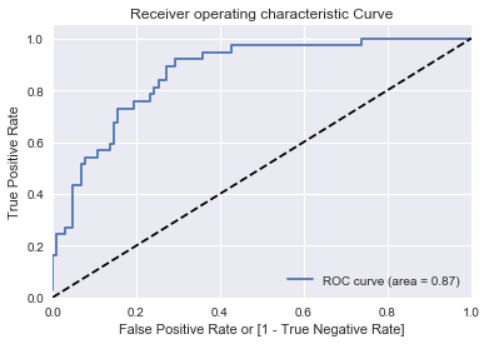 Receiver operating characteristic Curve
True Positive Rate
1.0
0.8
0.6
0.4
0.2
0.0
ROC curve (area = 0.87)
0.0 0.2 0.4 0.6 0.8 1.0
False Positive Rate or [1 - True Negative Rate]